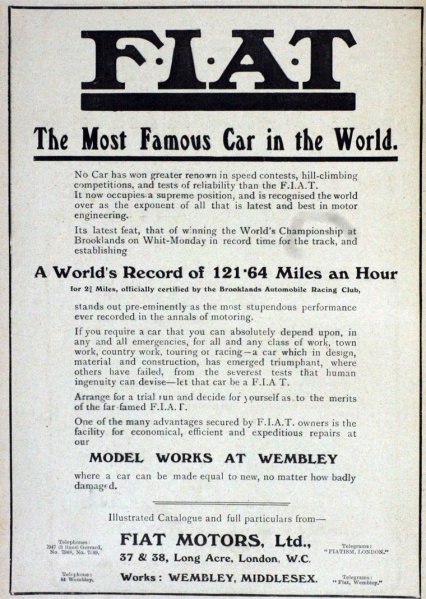 F·I·A·T
The Most Famous Car in the World.
No Car has won greater renown in speed contests, hill-climbing
competitions, and tests of reliability than the F.I.A.T.
It now occupies a supreme position, and is recognised the world
over as the exponent of all that is latest and best in motor
engineering.
Its latest feat, that of winning the World's Championship at
Brooklands on Whit-Monday in record time for the track, and
establishing
A World's Record of 121·64 Miles an Hour
for 2¾ Miles, officially certified by the Brooklands Automobile Racing Club,
stands out pre-eminently as the most stupendous performance
ever recorded in the annals of motoring.
If you require a car that you can absolutely depend upon, in
any and all emergencies, for all and any class of work, town
work, country work, touring or racing—a car which in design,
material and construction, has emerged triumphant, where
others have failed, from the severest tests that human
ingenuity can devise—let that car be a F.I.A T.
Arrange for a trial run and decide for yourself as to the merits
of the far-famed F.I.A.T.
One of the many advantages secured by F.I.A.T. owners is the
facility for economical, efficient and expeditious repairs at
our
MODEL WORKS AT WEMBLEY
where a car can be made equal to new, no matter how badly
damaged.
Illustrated Catalogue and full particulars from—
FIAT MOTORS, Ltd.,
37 & 38, Long Acre, London, W.C.
Works: WEMBLEY, MIDDLESEX.
Telephones:
Gerrard,
Telephone:
Wembley.
Telegrams:
"FIATISM, LONDON."
Telegrams:
"Fiat, Wembley."